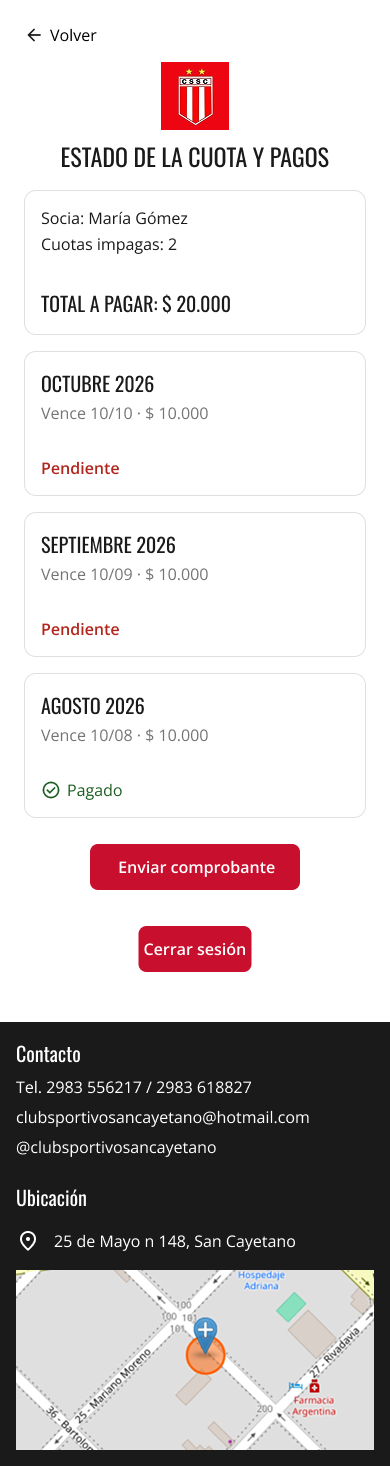 Volver
CSSC
ESTADO DE LA CUOTA Y PAGOS
Socia: María Gómez
Cuotas impagas: 2
TOTAL A PAGAR: $ 20.000
OCTUBRE 2026
Vence 10/10 · $ 10.000
Pendiente
SEPTIEMBRE 2026
Vence 10/09 · $ 10.000
Pendiente
AGOSTO 2026
Vence 10/08 · $ 10.000
Pagado
Enviar comprobante
Cerrar sesión
Contacto
Tel. 2983 556217 / 2983 618827
clubsportivosancayetano@hotmail.com
@clubsportivosancayetano
Ubicación
25 de Mayo n 148, San Cayetano
Hospedaje
Adriana
100
100 101
101
27 - Rivadavia
25 - Mariano Moreno
Farmacia
Argentina
200
36 - Bartolom